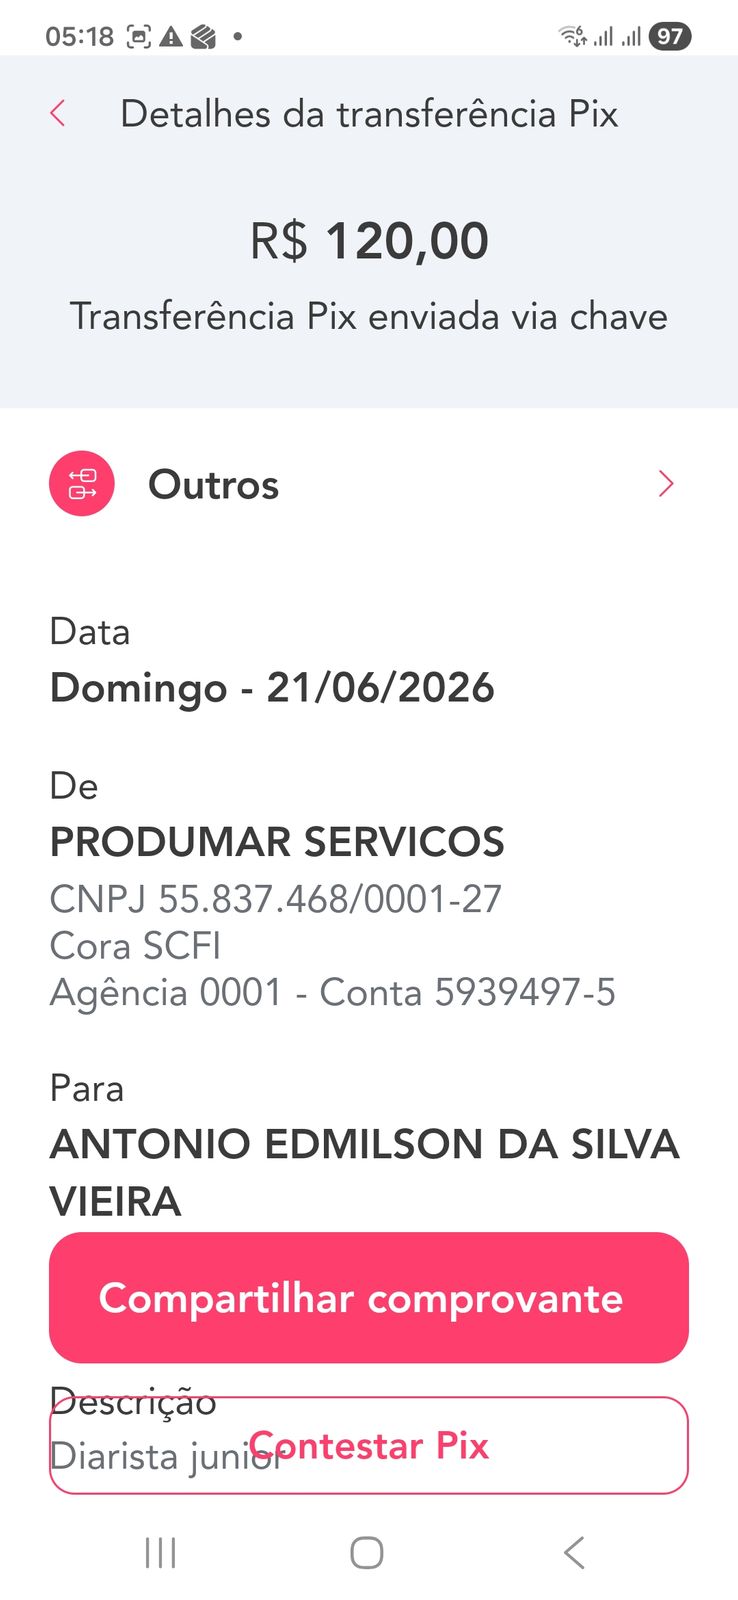 05:18
97
Detalhes da transferência Pix
R$ 120,00
Transferência Pix enviada via chave
Outros
Data
Domingo - 21/06/2026
De
PRODUMAR SERVICOS
CNPJ 55.837.468/0001-27
Cora SCFI
Agência 0001 - Conta 5939497-5
Para
ANTONIO EDMILSON DA SILVA
VIEIRA
Compartilhar comprovante
Descrição
Diarista junior
Contestar Pix